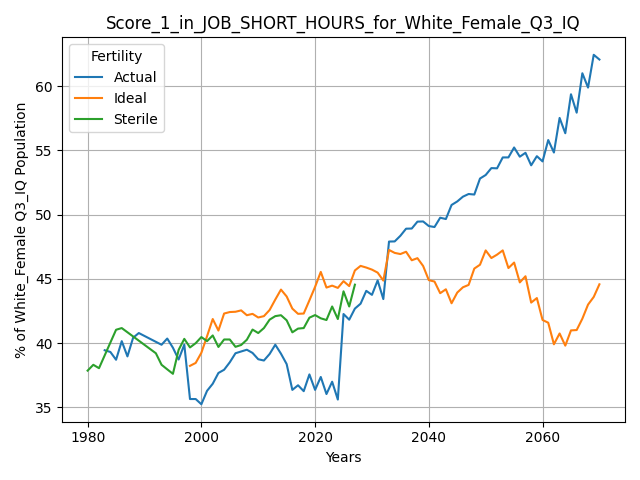 Score_1_in_JOB_SHORT_HOURS_for_White_Female_Q3_IQ
Fertility
Actual
Ideal
Sterile
% of White_Female Q3_IQ Population
60
55
50
45
40
35
1980
2000
2020
2040
2060
Years